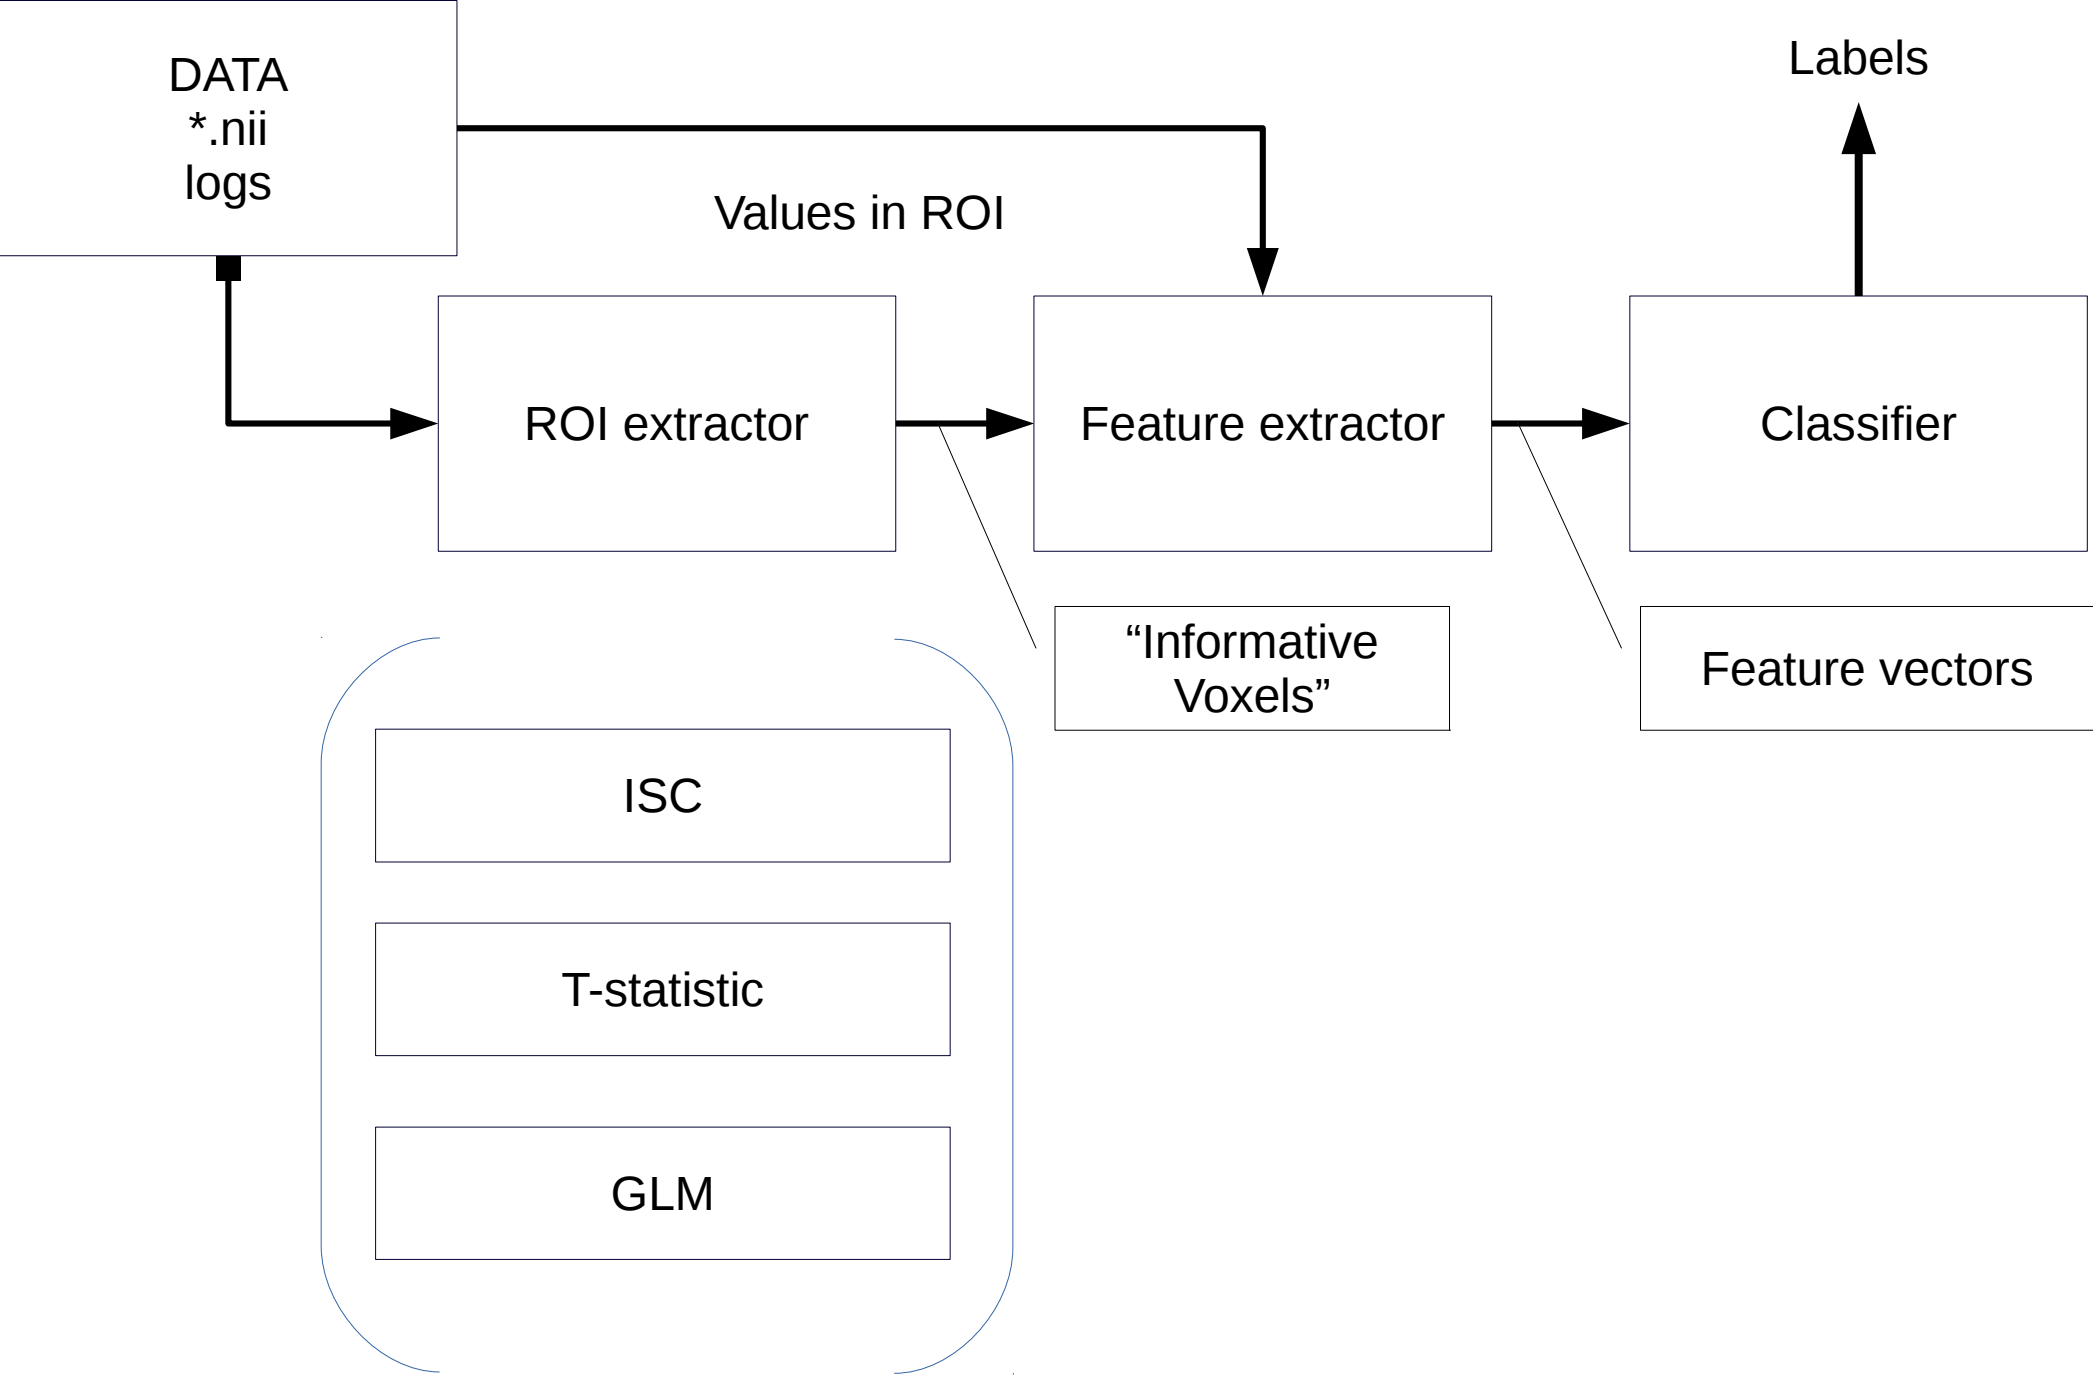 DATA
*.nii
logs
Labels
Values in ROI
ROI extractor
Feature extractor
Classifier
“Informative
Voxels”
Feature vectors
ISC
T-statistic
GLM